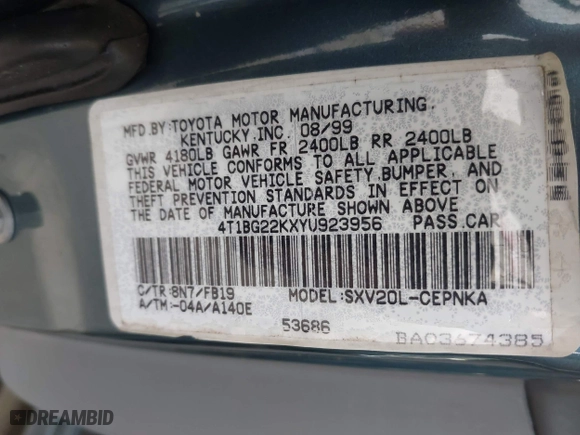 MFD.BY:TOYOTA MOTOR MANUFACTURING,
KENTUCKY,INC. 08/99
GVWR 4180LB GAWR FR 2400LB RR 2400LB
THIS VEHICLE CONFORMS TO ALL APPLICABLE
FEDERAL MOTOR VEHICLE SAFETY,BUMPER, AND
THEFT PREVENTION STANDARDS IN EFFECT ON
THE DATE OF MANUFACTURE SHOWN ABOVE
4T1BG22KXYU923956 PASS.CAR
C/TR:8N7/FB19 MODEL:SXV20L-CEPNKA
A/TM:-04A/A140E
53686
BA03674385
DREAMBID